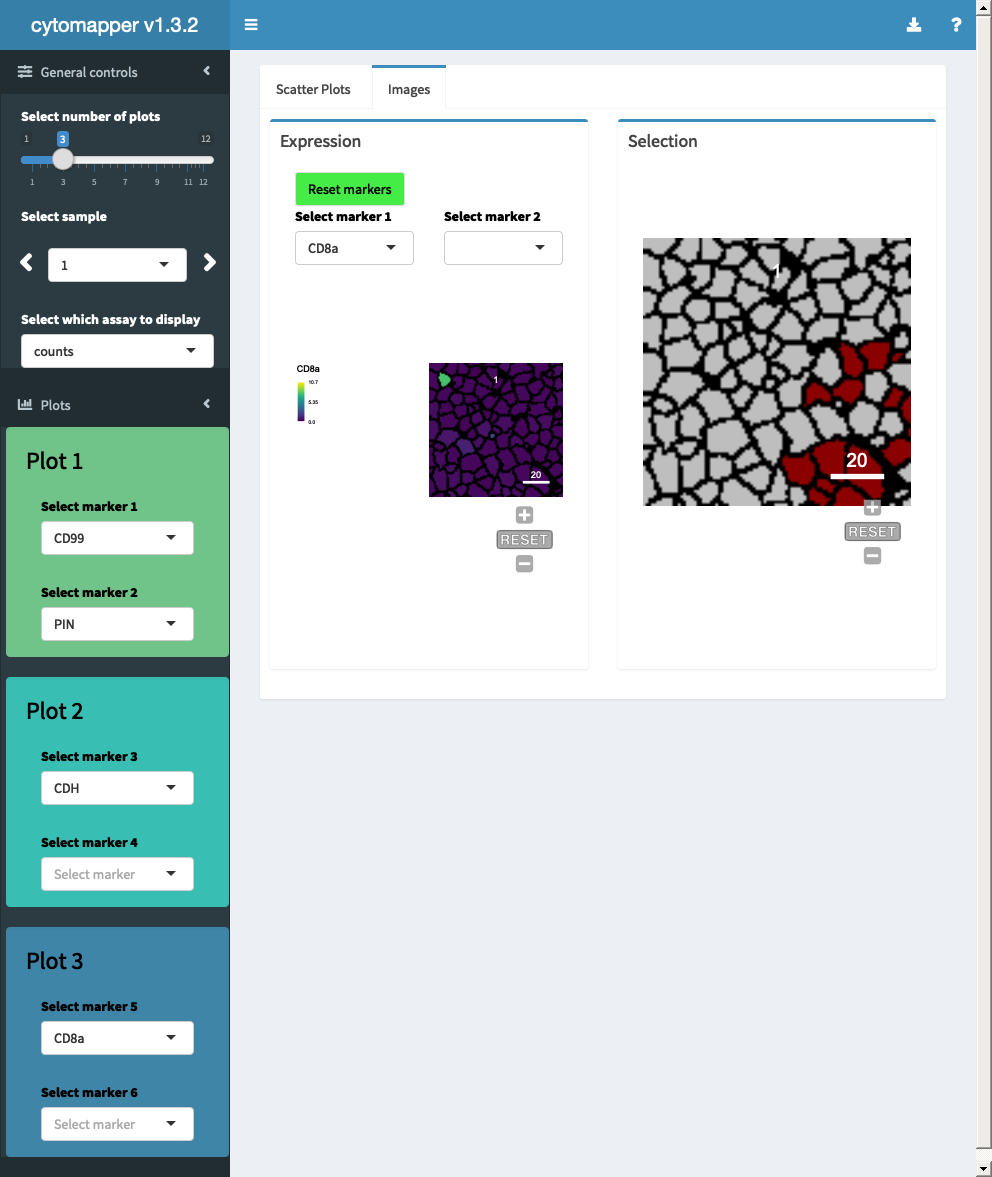 cytomapper v1.3.2
General controls
Select number of plots
1 3 12
1 3 5 7 9 11 12
Select sample
1
Select which assay to display
counts
Plots
Plot 1
Select marker 1
CD99
Select marker 2
PIN
Plot 2
Select marker 3
CDH
Select marker 4
Select marker
Plot 3
Select marker 5
CD8a
Select marker 6
Select marker
?
Scatter Plots
Images
Expression
Reset markers
Select marker 1
Select marker 2
CD8a
CD8a
10.7
5.35
0.0
1
20
RESET
Selection
1
20
RESET